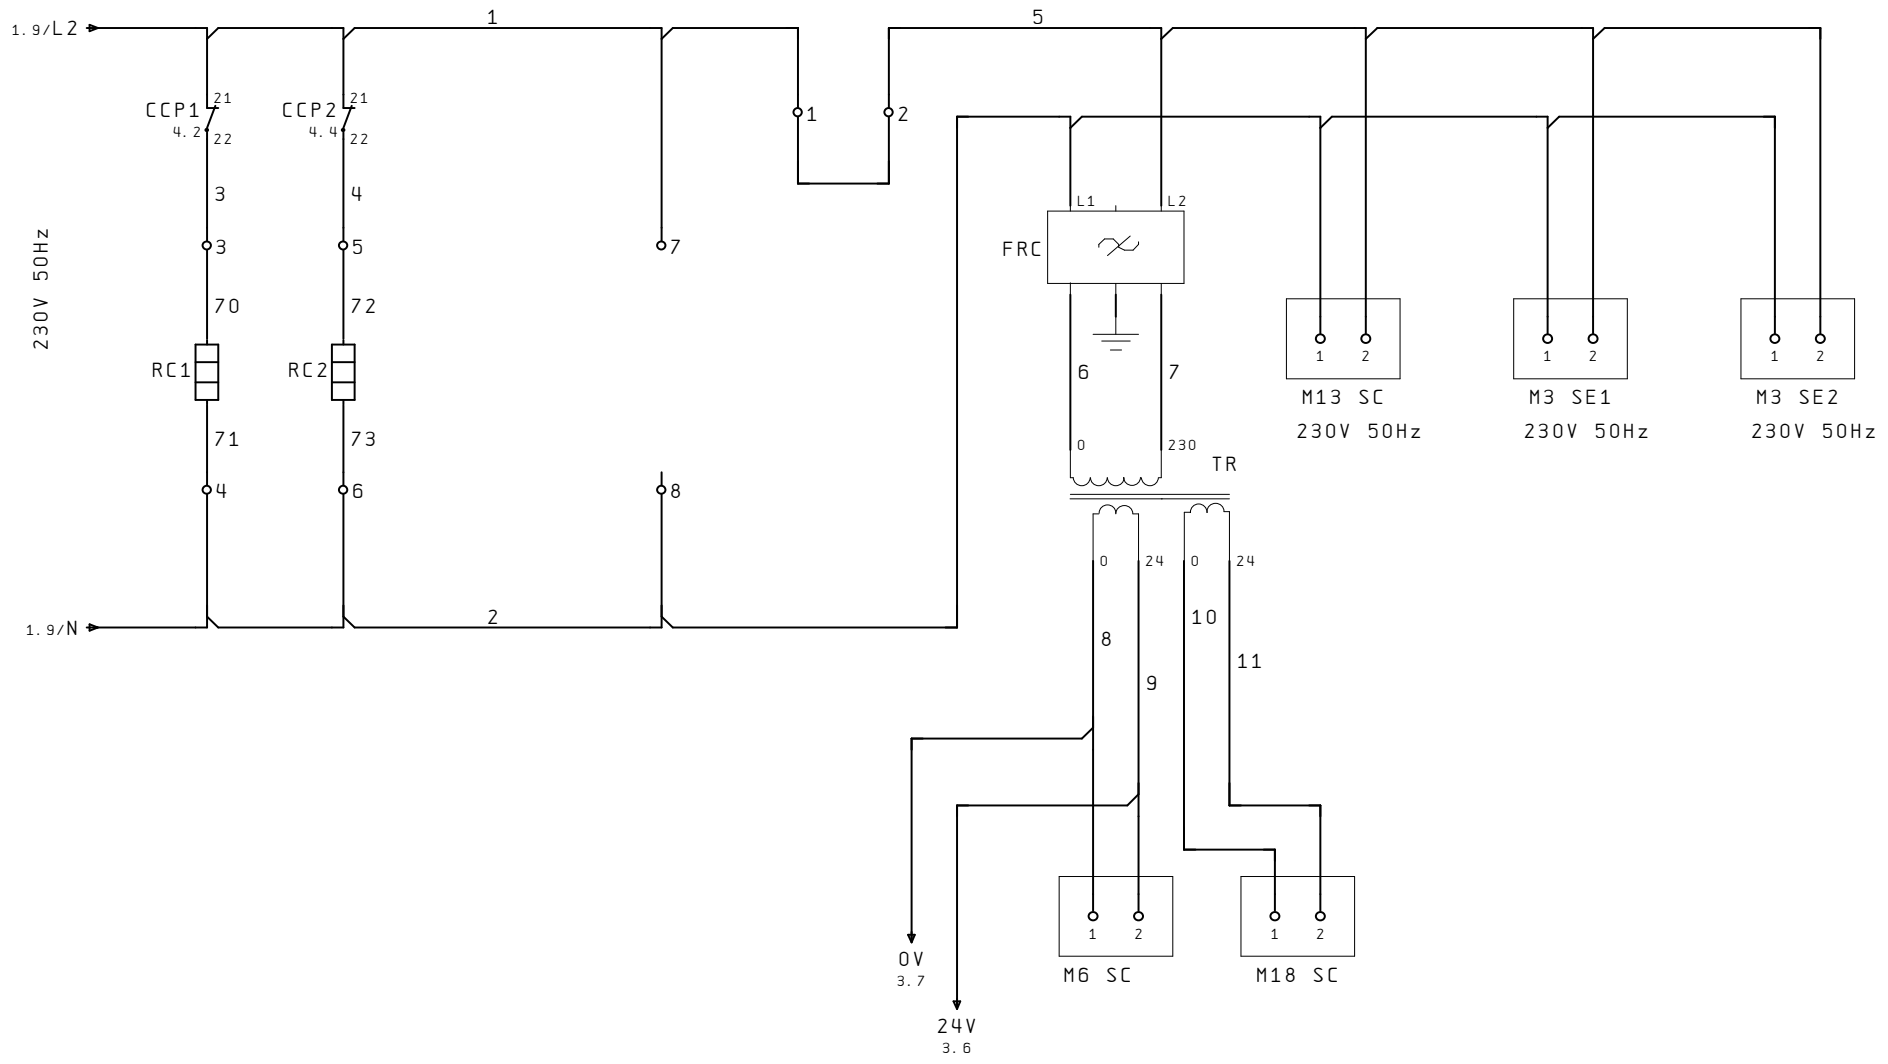 1 5
1.9/L2
21 21
CCP1 CCP2
4.2 4.4
22 22
1 2
3 4
L1 L2
230V 50Hz
3 5 7
FRC
70 72
1 2 1 2 1 2
RC1 RC2
6 7
M13 SC M3 SE1 M3 SE2
230V 50Hz 230V 50Hz 230V 50Hz
71 73
0 230
TR
4 6 8
0 24 0 24
1.9/N
2
10
8
11
9
1 2 1 2
0V
M6 SC M18 SC
3.7
24V
3.6